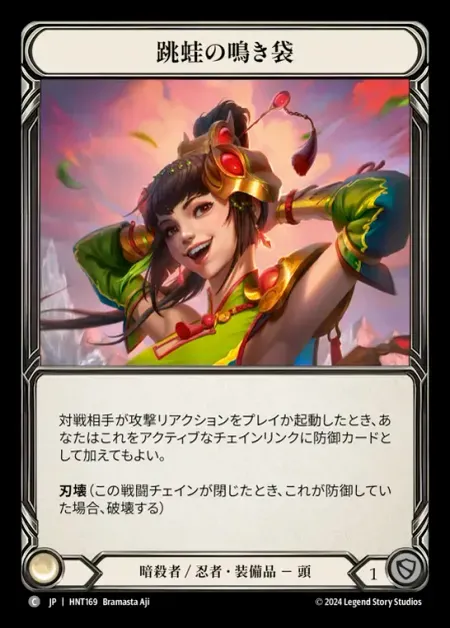 跳蛙の鳴き袋
対戦相手が攻撃リアクションをプレイか起動したとき、あ
なたはこれをアクティブなチェインリンクに防御カードと
して加えてもよい。
刃壊（この戦闘チェインが閉じたとき、これが防御してい
た場合、破壊する）
暗殺者 / 忍者・装備品 － 頭
1
C JP | HNT169 Bramasta Aji
© 2024 Legend Story Studios